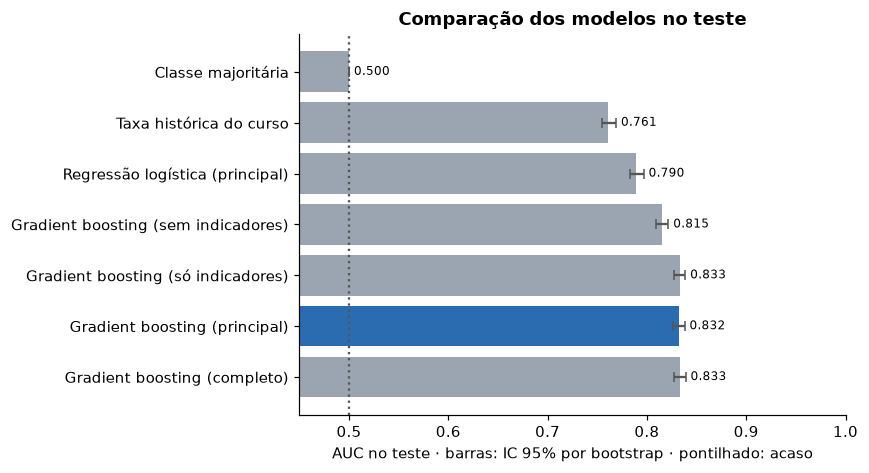 Comparação dos modelos no teste
Classe majoritária 0.500
Taxa histórica do curso 0.761
Regressão logística (principal) 0.790
Gradient boosting (sem indicadores) 0.815
Gradient boosting (só indicadores) 0.833
Gradient boosting (principal) 0.832
Gradient boosting (completo) 0.833
0.5 0.6 0.7 0.8 0.9 1.0
AUC no teste · barras: IC 95% por bootstrap · pontilhado: acaso